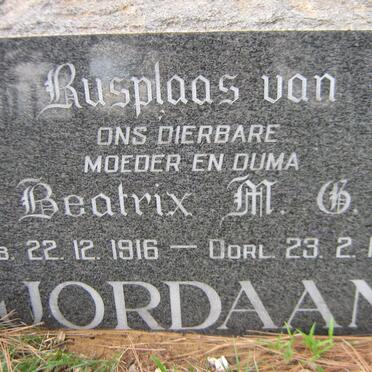 Rusplaas van
ONS DIERBARE
MOEDER EN OUMA
Beatrix M. G.
22.12.1916 – OORL. 23.2.
JORDAAN